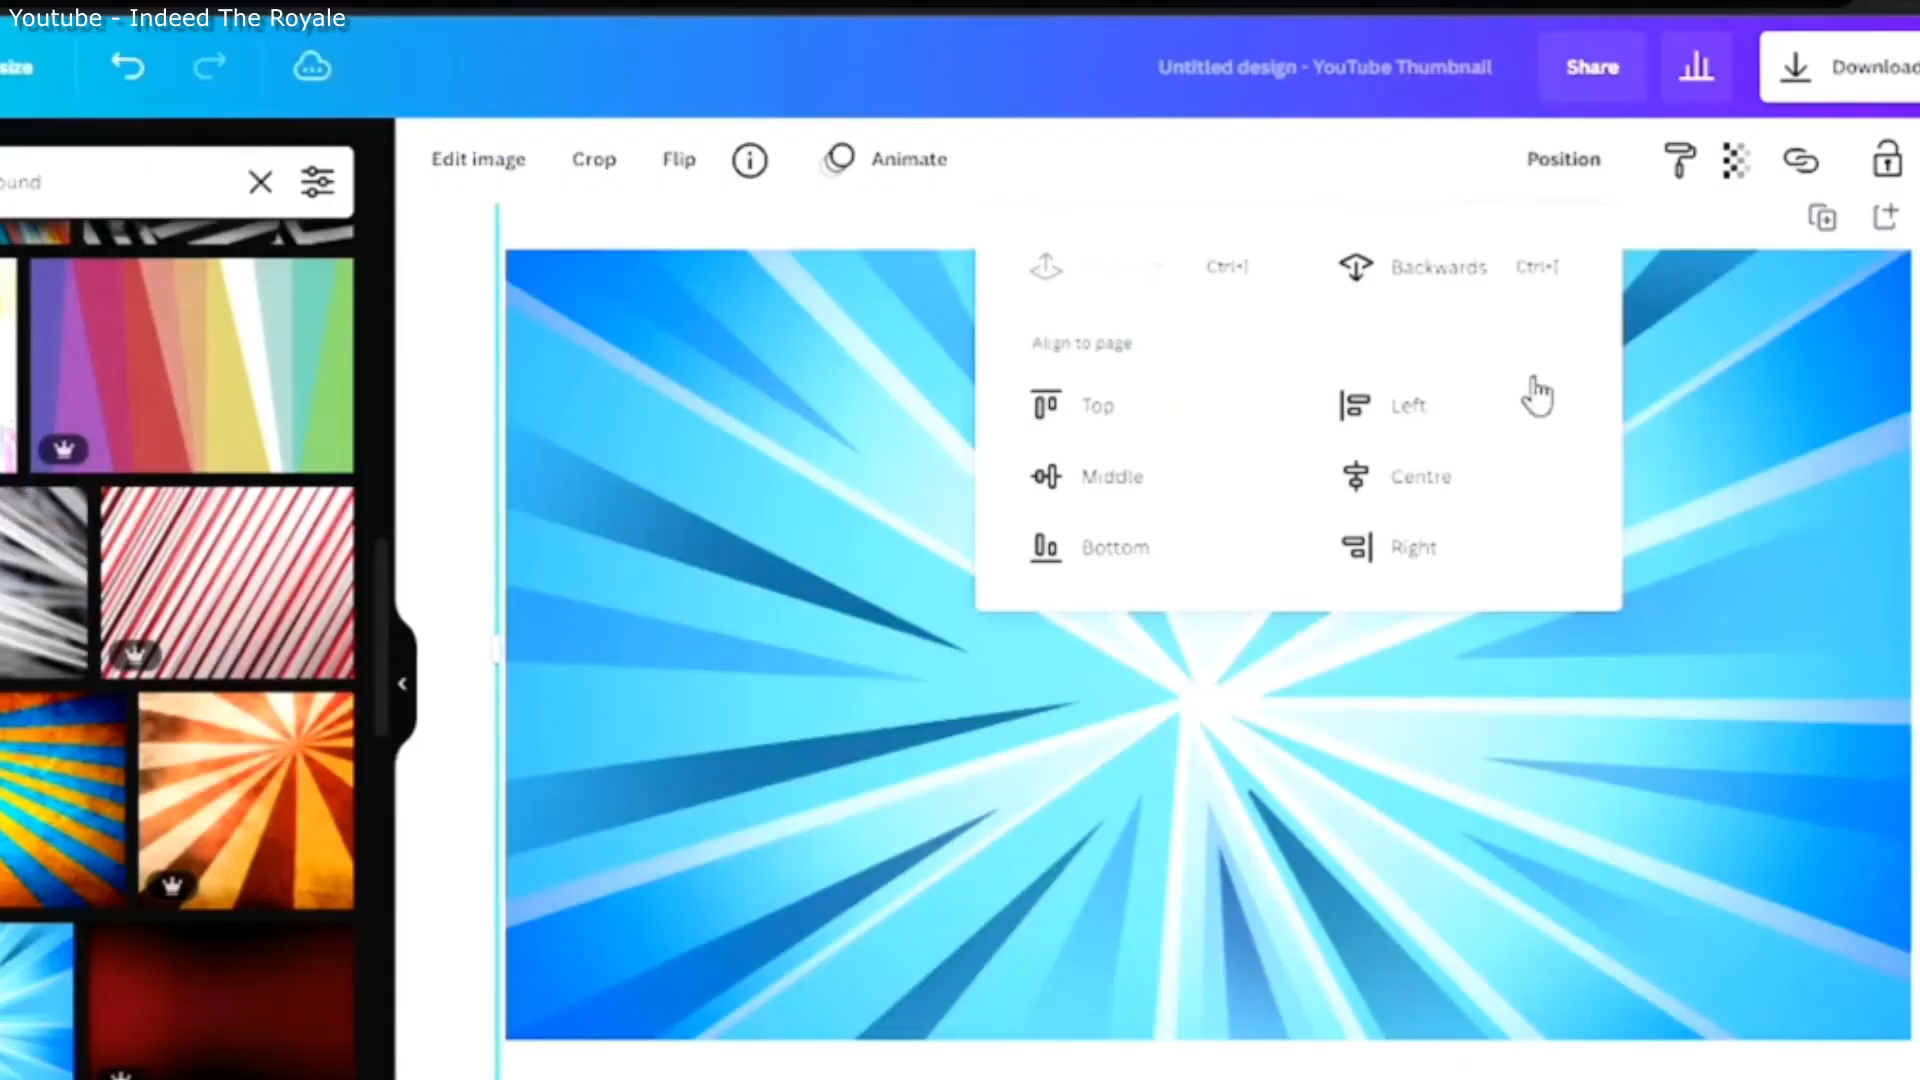 Youtube - Indeed The Royale
size
Untitled design - YouTube Thumbnail
Share
Download
Edit image
Crop
Flip
Animate
Position
ound
Ctrl+]
Backwards
Ctrl+[
Align to page
Top
Left
Middle
Centre
Bottom
Right